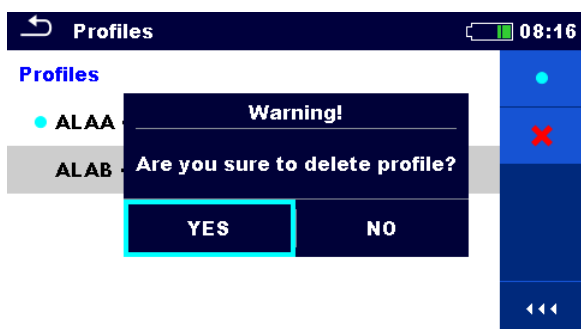 Profiles
08:16
Profiles
ALAA
Warning!
Are you sure to delete profile?
ALAB
YES
NO